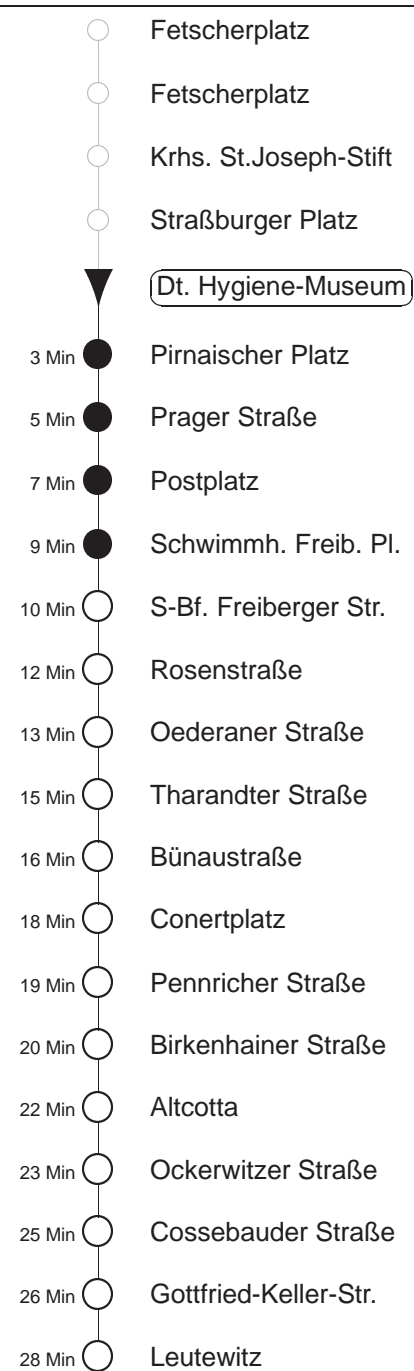 Fetscherplatz
Fetscherplatz
Krhs. St.Joseph-Stift
Straßburger Platz
Dt. Hygiene-Museum
3 Min Pirnaischer Platz
5 Min Prager Straße
7 Min Postplatz
9 Min Schwimmh. Freib. Pl.
10 Min S-Bf. Freiberger Str.
12 Min Rosenstraße
13 Min Oederaner Straße
15 Min Tharandter Straße
16 Min Bünaustraße
18 Min Conertplatz
19 Min Pennricher Straße
20 Min Birkenhainer Straße
22 Min Altcotta
23 Min Ockerwitzer Straße
25 Min Cossebauder Straße
26 Min Gottfried-Keller-Str.
28 Min Leutewitz